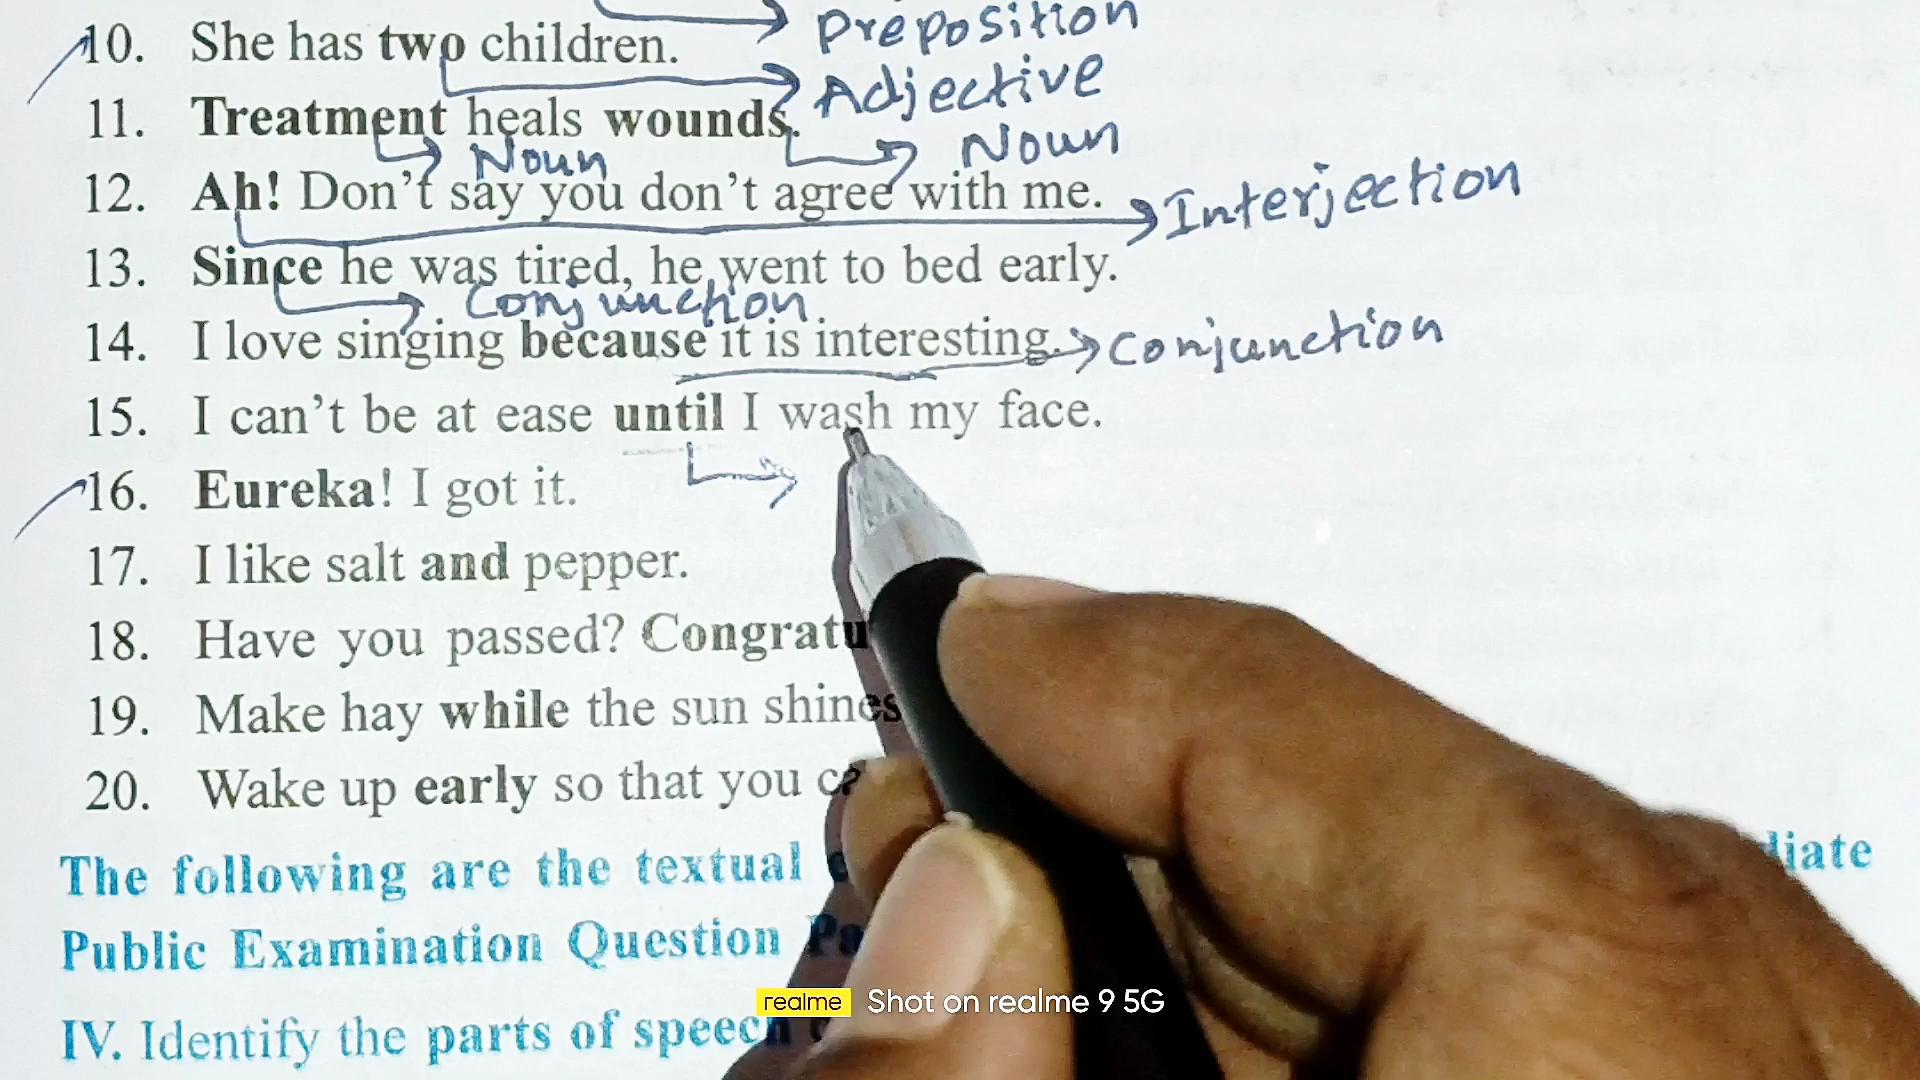 Preposition
10. She has two children.
Adjective
11. Treatment heals wounds.
Noun Noun
12. Ah! Don't say you don't agree with me.
Interjection
13. Since he was tired, he went to bed early.
Conjunction
14. I love singing because it is interesting.
Conjunction
15. I can't be at ease until I wash my face.
16. Eureka! I got it.
17. I like salt and pepper.
18. Have you passed?
19. Make hay while the sun shines
20. Wake up early so that you
The following are the textual
Public Examination Question
IV. Identify the parts of speech
realme Shot on realme 9 5G